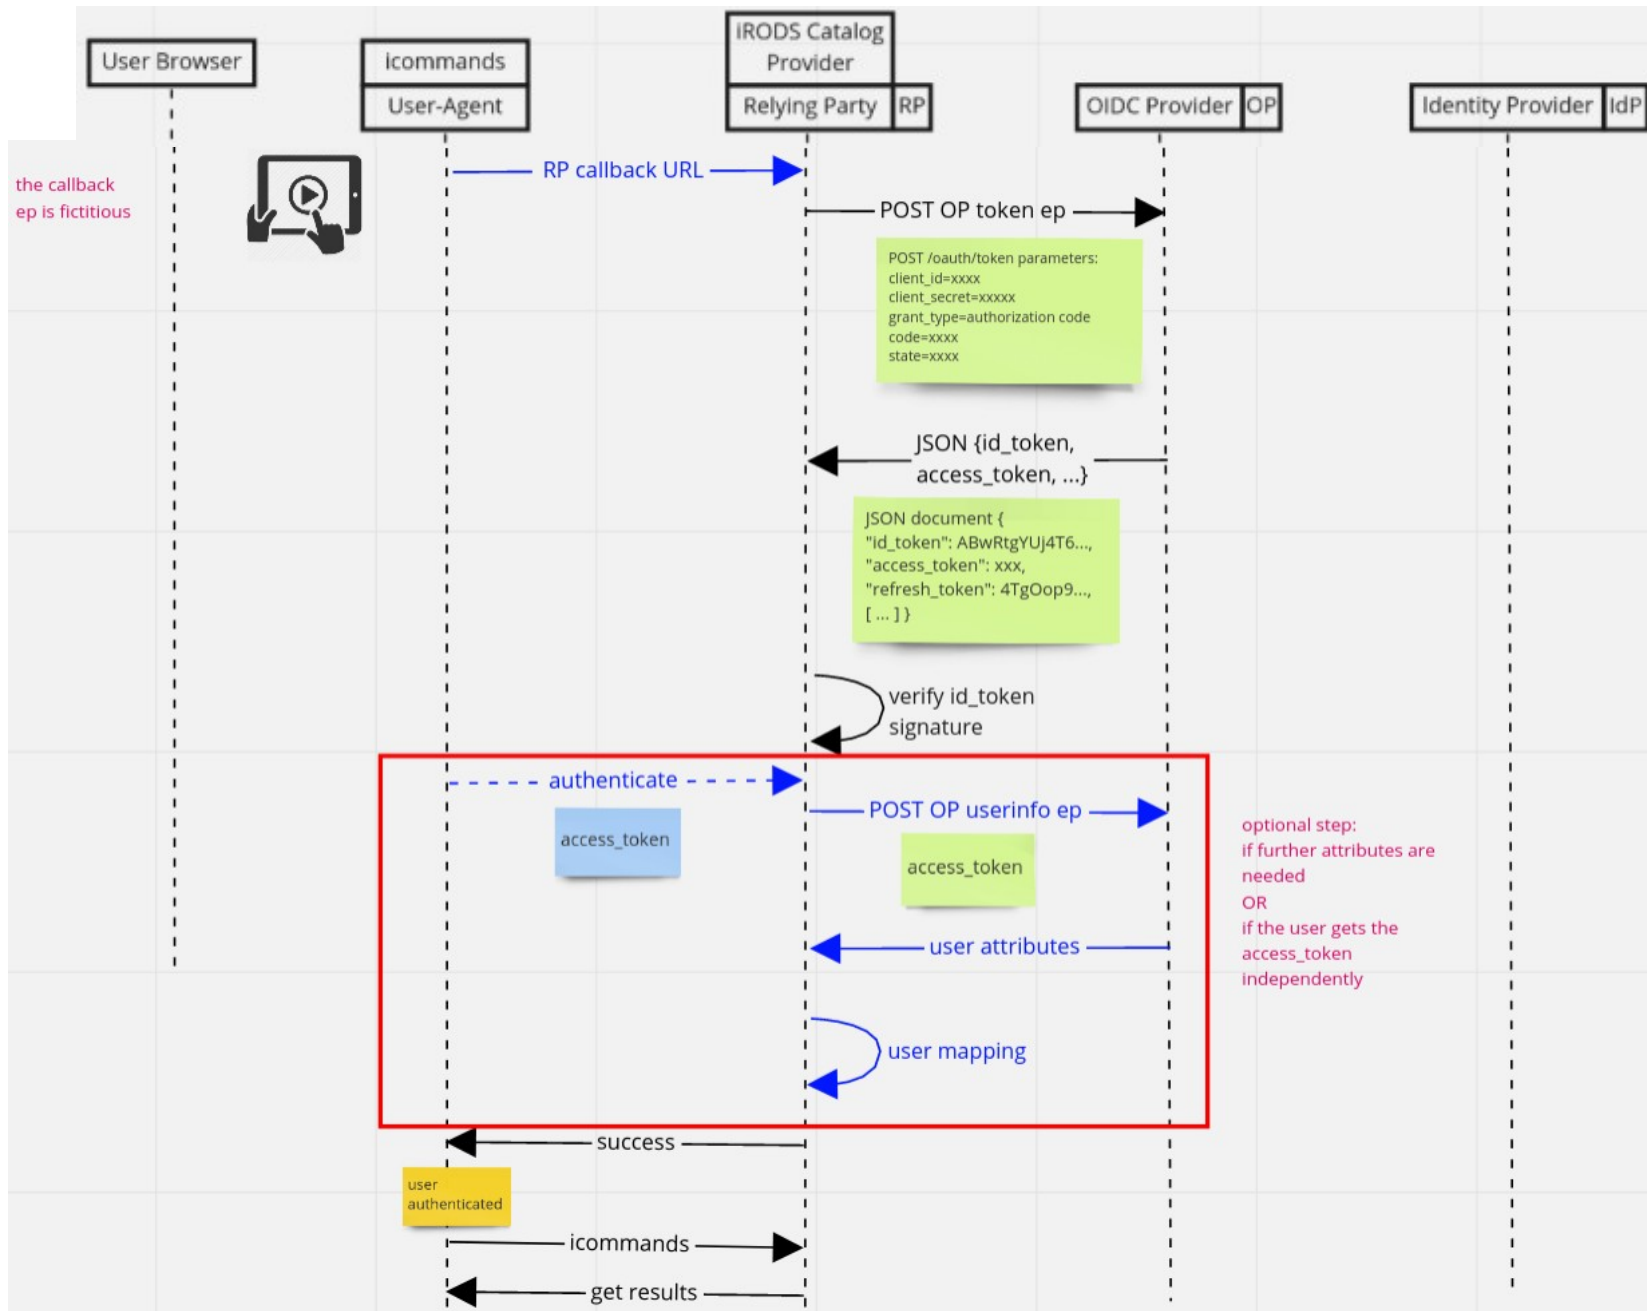 User Browser
icommands
User-Agent
iRODS Catalog
Provider
Relying Party
RP
OIDC Provider
OP
Identity Provider
IdP
the callback
ep is fictitious
RP callback URL
POST OP token ep
POST /oauth/token parameters:
client_id=xxxx
client_secret=xxxxx
grant_type=authorization code
code=xxxx
state=xxxx
JSON {id_token,
access_token, ...}
JSON document {
"id_token": ABwRtgYUj4T6...,
"access_token": xxx,
"refresh_token": 4TgOop9...,
[ ... ] }
verify id_token
signature
authenticate
access_token
POST OP userinfo ep
access_token
optional step:
if further attributes are
needed
OR
if the user gets the
access_token
independently
user attributes
user mapping
success
user
authenticated
icommands
get results